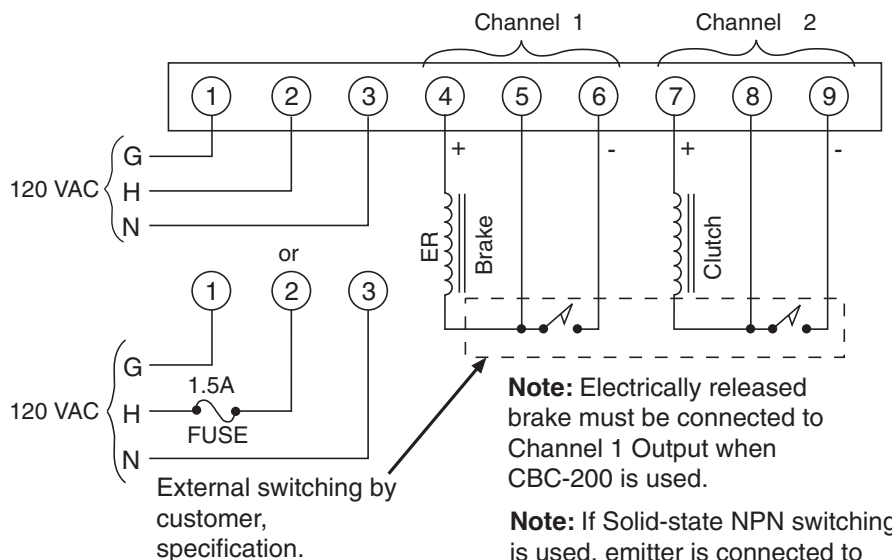 Channel 1 Channel 2
1 2 3 4 5 6 7 8 9
+ - + -
G
120 VAC H
N
ER
Brake
Clutch
or
1 2 3
G
1.5A
120 VAC H
FUSE
N
External switching by
customer,
specification.
Note: Electrically released
brake must be connected to
Channel 1 Output when
CBC-200 is used.
Note: If Solid-state NPN switching
is used, emitter is connected to